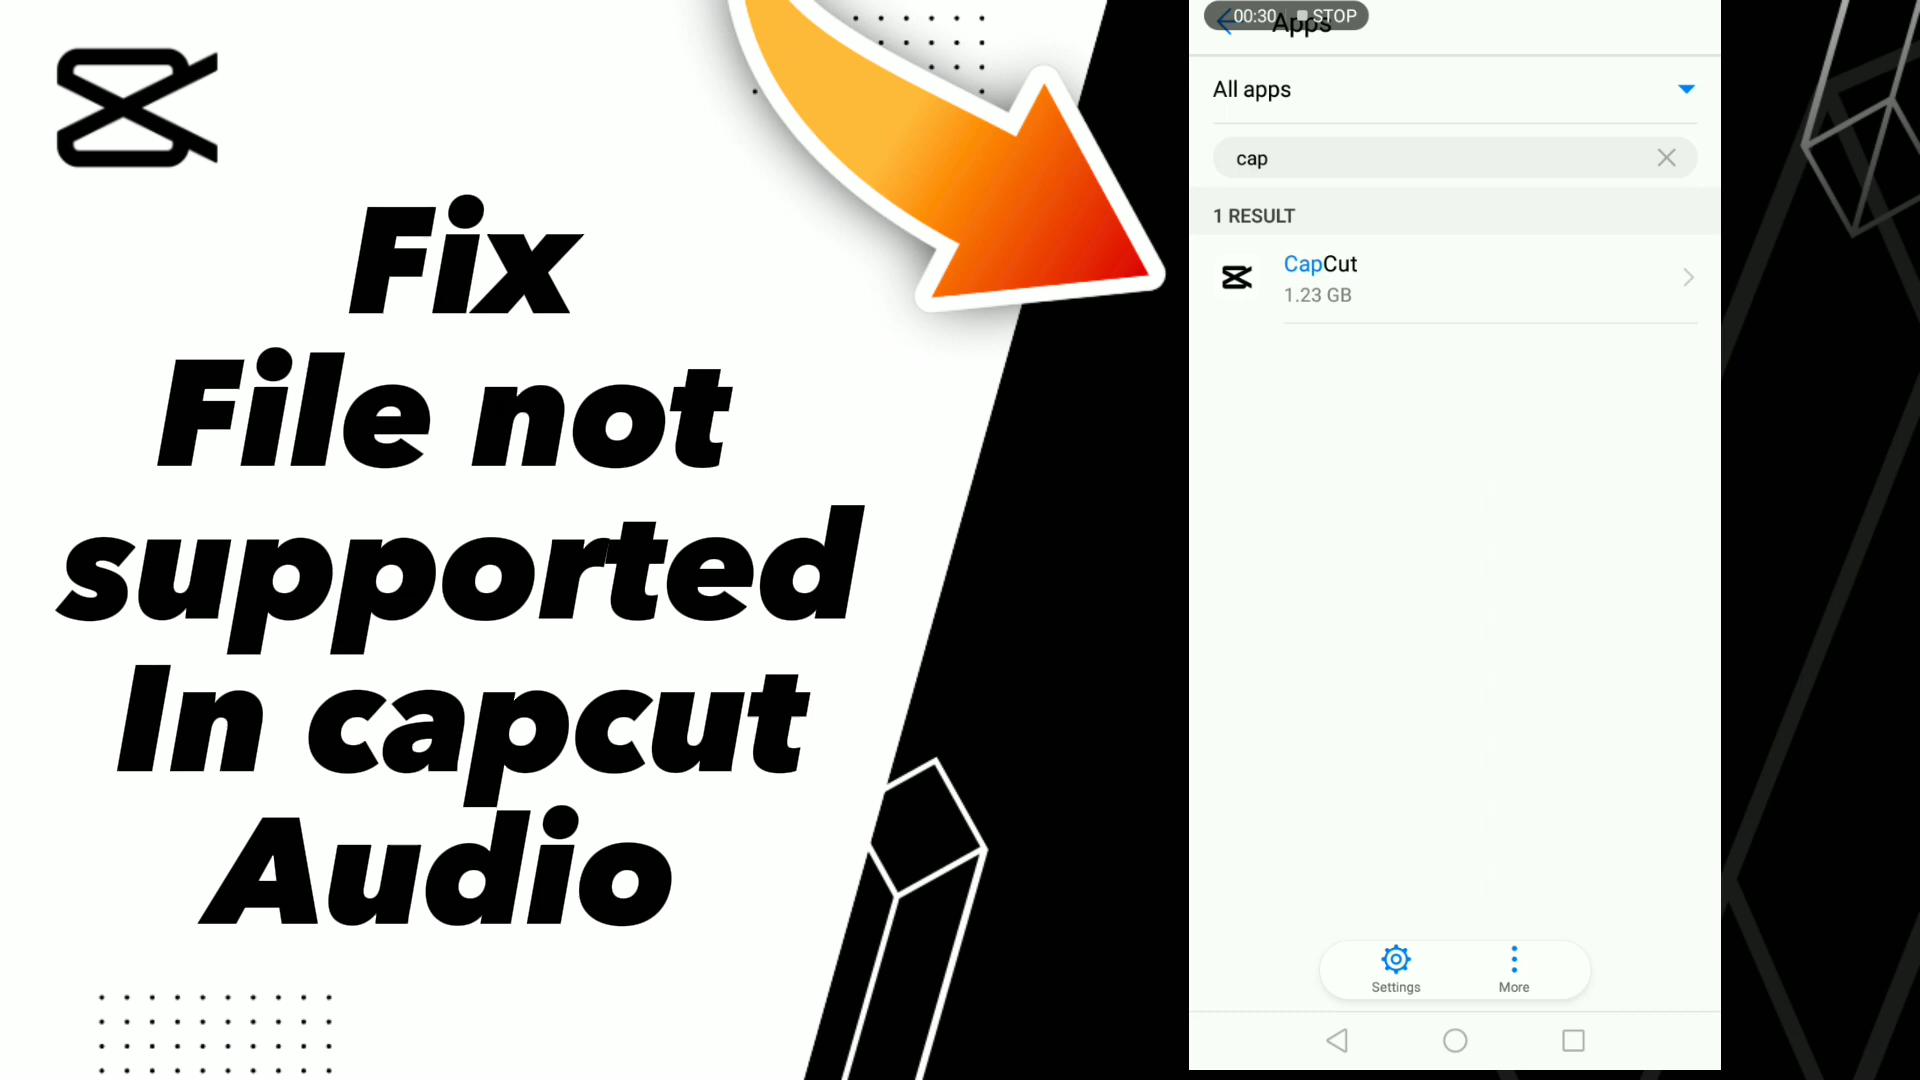 Fix
File not
supported
In capcut
Audio
00:30 STOP
Apps
All apps
cap
1 RESULT
CapCut
1.23 GB
Settings
More